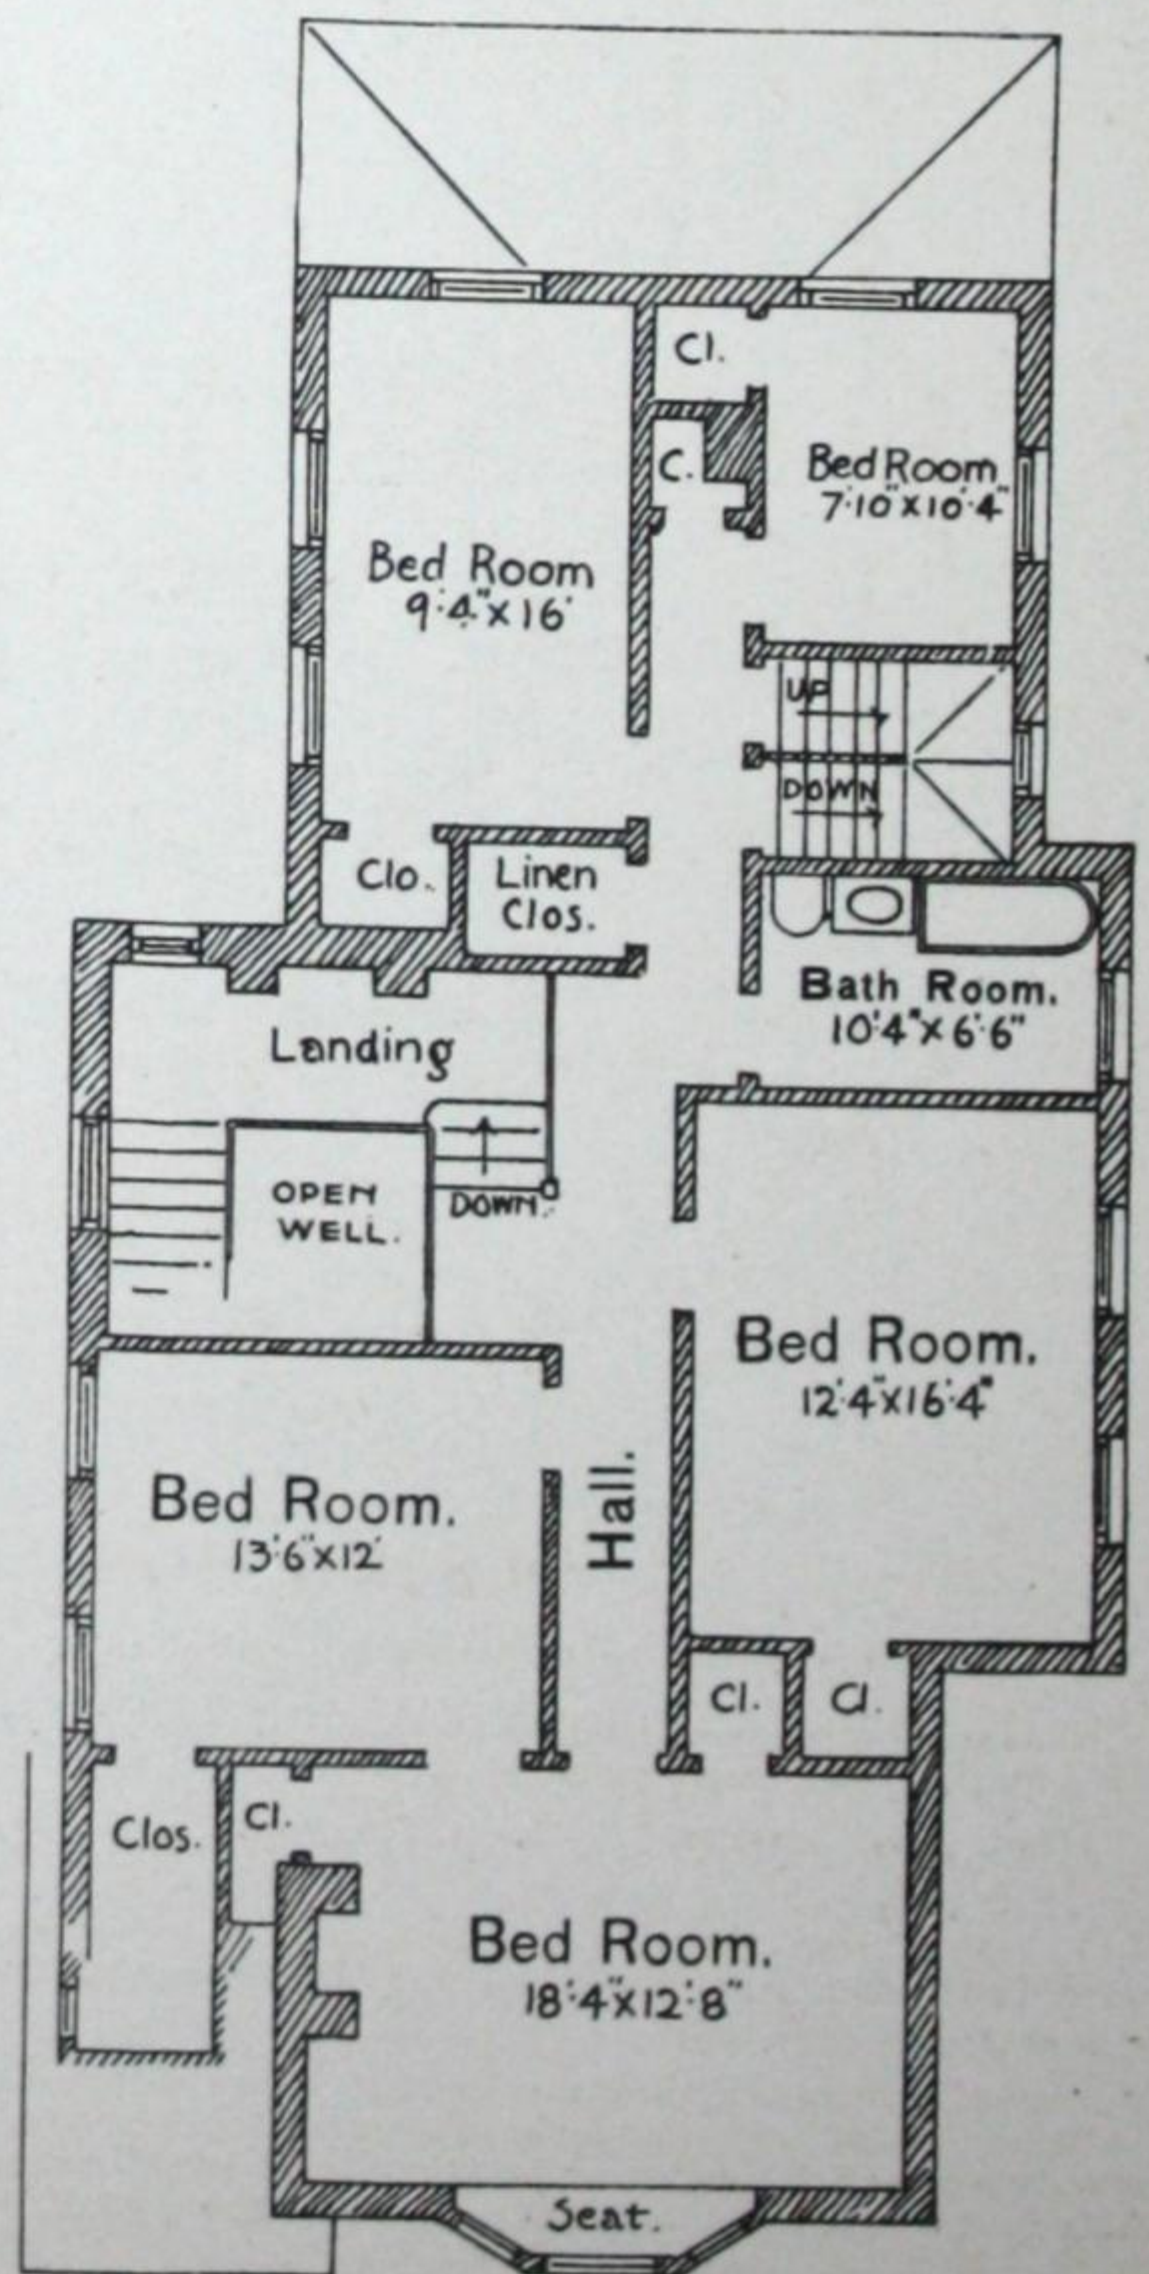 Cl.
C.
Bed Room
7'10"x10'4"
Bed Room
9'4"x16'
UP
DOWN
Clo.
Linen
Clos.
Bath Room.
10'4"x6'6"
Landing
OPEN
WELL.
DOWN.
Bed Room.
12'4"x16'4"
Bed Room.
13'6"x12'
Hall.
Cl.
Cl.
Clos.
Cl.
Bed Room.
18'4"x12'8"
Seat.